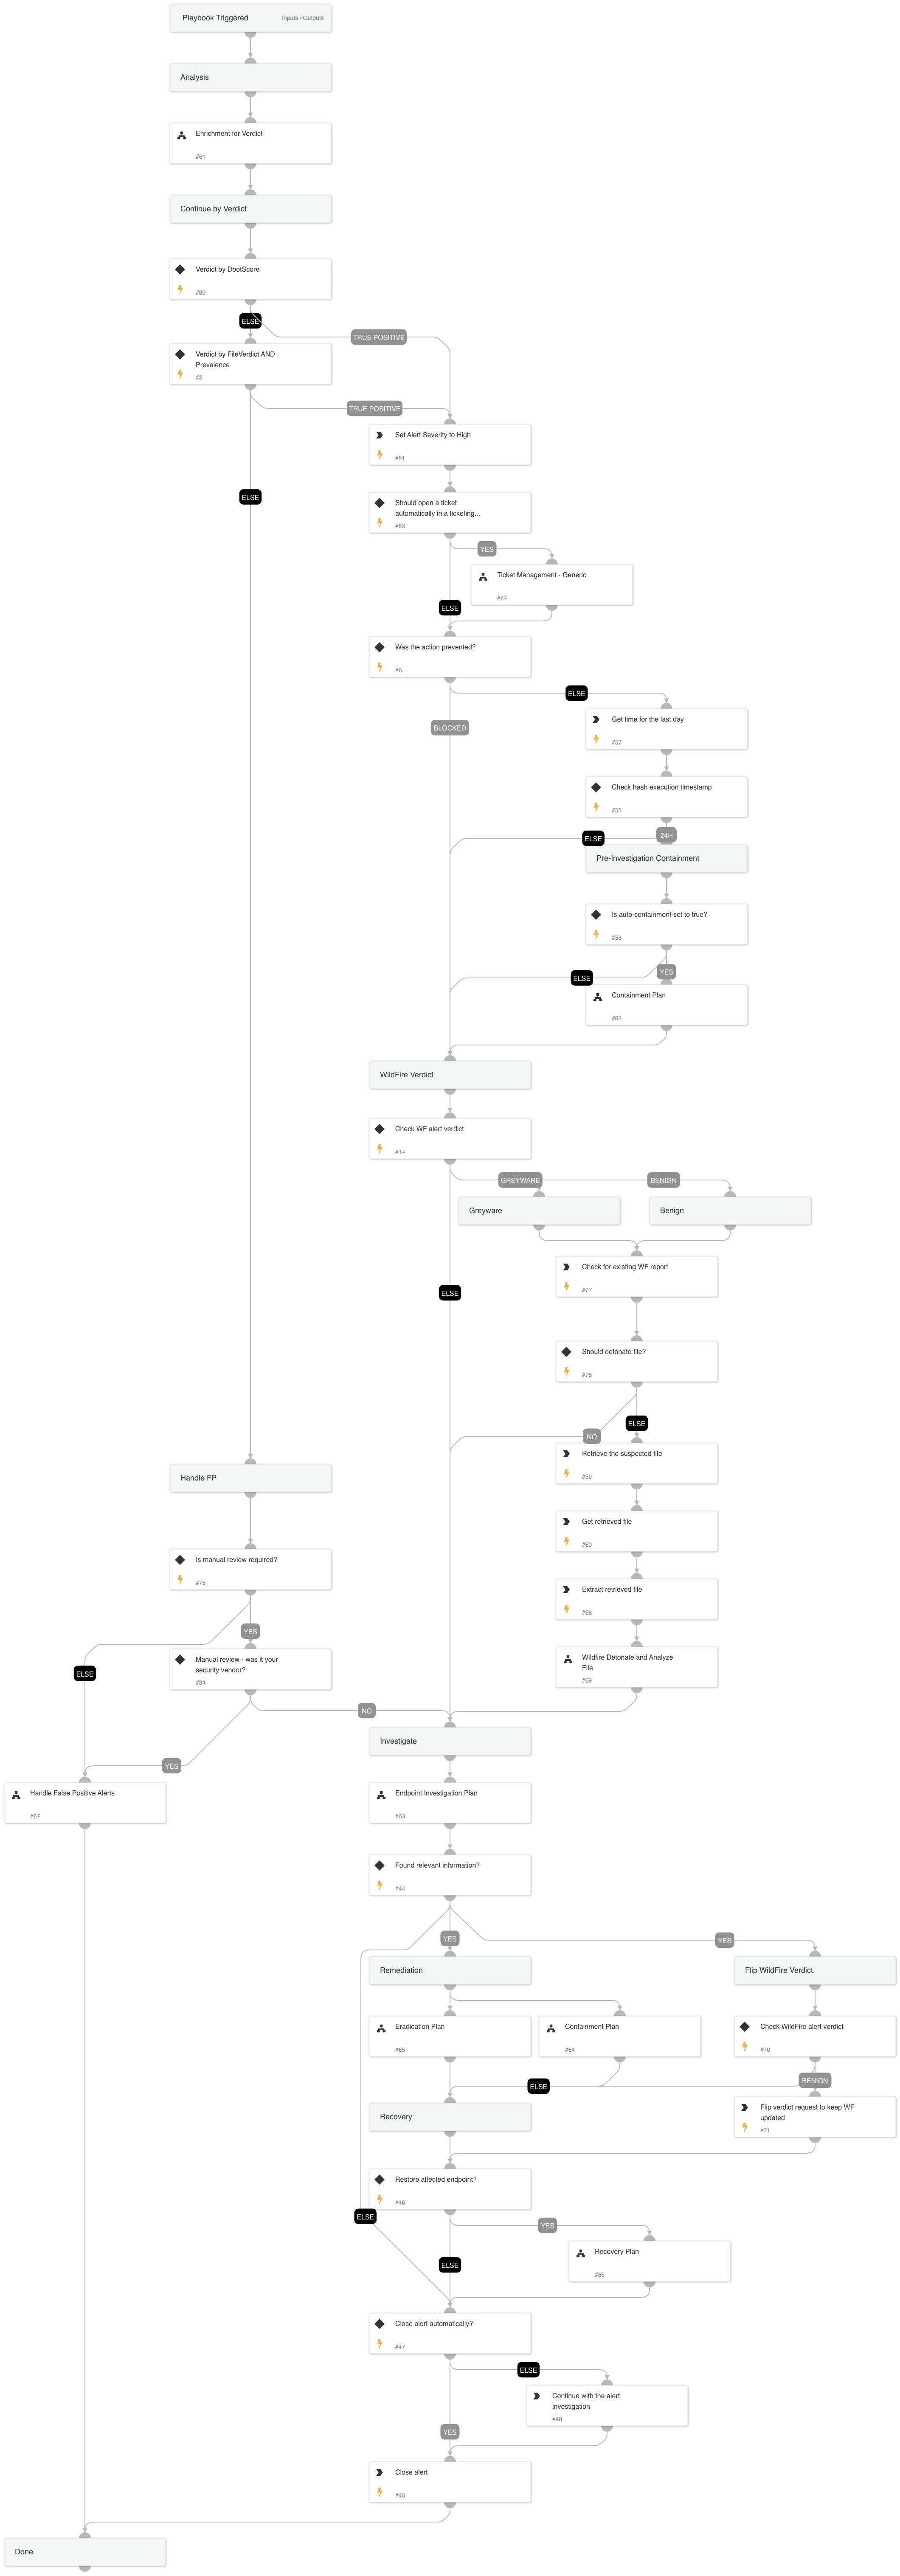 Playbook Triggered
Inputs / Outputs
Analysis
Enrichment for Verdict
#61
Continue by Verdict
Verdict by DbotScore
#80
ELSE
TRUE POSITIVE
Verdict by FileVerdict AND
Prevalence
#2
TRUE POSITIVE
Set Alert Severity to High
#81
ELSE
Should open a ticket
automatically in a ticketing...
#83
YES
Ticket Management - Generic
#84
ELSE
Was the action prevented?
#6
ELSE
BLOCKED
Get time for the last day
#57
Check hash execution timestamp
#55
ELSE
24H
Pre-Investigation Containment
Is auto-containment set to true?
#58
ELSE
YES
Containment Plan
#62
WildFire Verdict
Check WF alert verdict
#14
GREYWARE
BENIGN
Greyware
Benign
Check for existing WF report
#77
ELSE
Should detonate file?
#78
ELSE
NO
Retrieve the suspected file
#59
Handle FP
Get retrieved file
#60
Is manual review required?
#75
Extract retrieved file
#68
YES
ELSE
Manual review - was it your
security vendor?
#34
Wildfire Detonate and Analyze
File
#69
NO
Investigate
YES
Handle False Positive Alerts
#67
Endpoint Investigation Plan
#63
Found relevant information?
#44
YES
YES
Remediation
Flip WildFire Verdict
Eradication Plan
#65
Containment Plan
#64
Check WildFire alert verdict
#70
ELSE
BENIGN
Recovery
Flip verdict request to keep WF
updated
#71
Restore affected endpoint?
#46
ELSE
YES
Recovery Plan
#66
ELSE
Close alert automatically?
#47
ELSE
Continue with the alert
investigation
#48
YES
Close alert
#45
Done